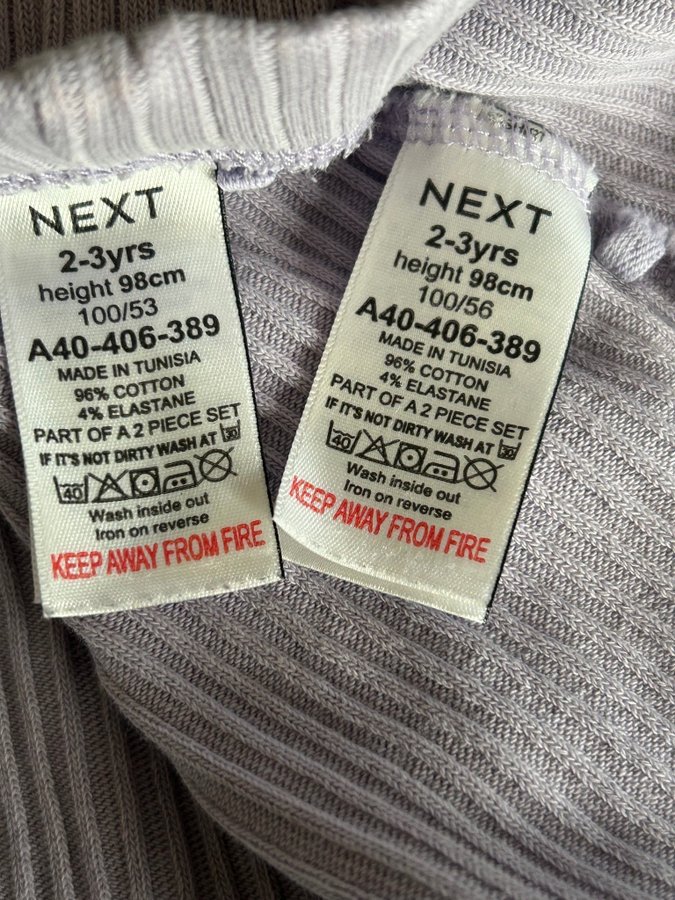 NEXT
2-3yrs
height 98cm
100/53
A40-406-389
MADE IN TUNISIA
96% COTTON
4% ELASTANE
PART OF A 2 PIECE SET
IF IT'S NOT DIRTY WASH AT 30
40
Wash inside out
Iron on reverse
KEEP AWAY FROM FIRE
NEXT
2-3yrs
height 98cm
100/56
A40-406-389
MADE IN TUNISIA
96% COTTON
4% ELASTANE
PART OF A 2 PIECE SET
IF IT'S NOT DIRTY WASH AT 30
40
Wash inside out
Iron on reverse
KEEP AWAY FROM FIRE